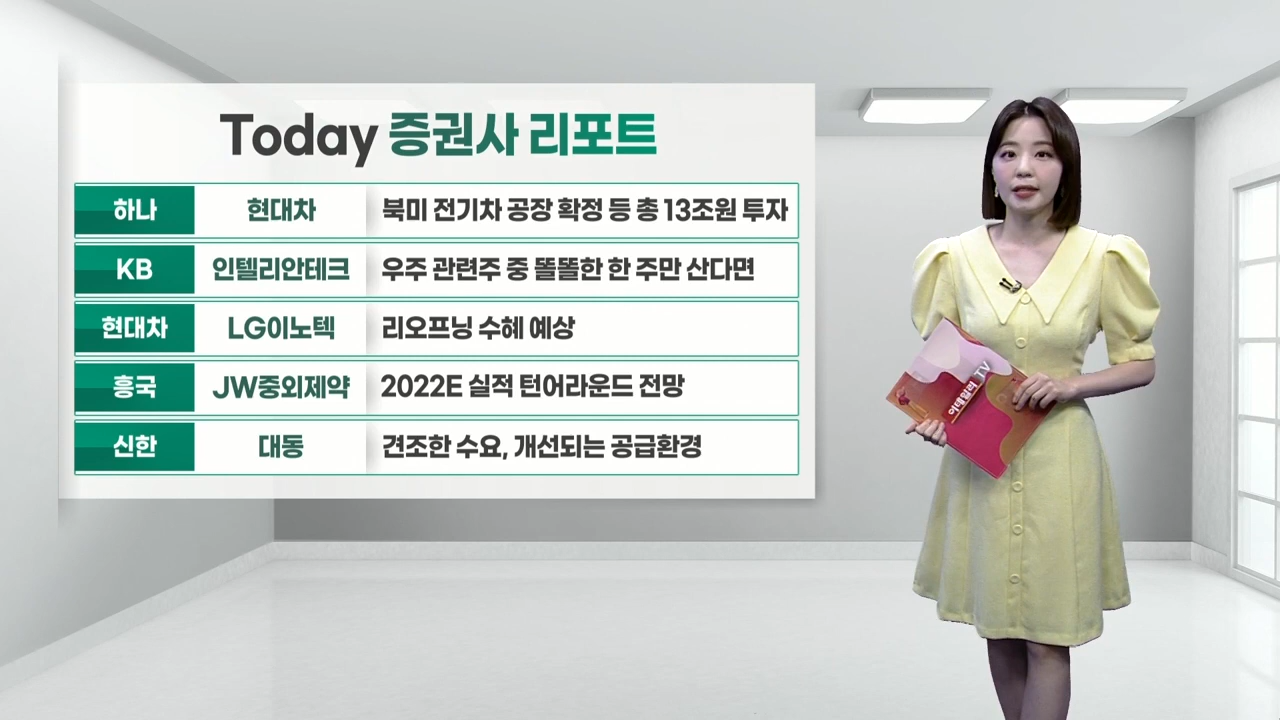 Today 증권사 리포트
하나 현대차 북미 전기차 공장 확정 등 총 13조원 투자
KB 인텔리안테크 우주 관련주 중 똘똘한 한 주만 산다면
현대차 LG이노텍 리오프닝 수혜 예상
흥국 JW중외제약 2022E 실적 턴어라운드 전망
신한 대동 견조한 수요, 개선되는 공급환경
이데일리 TV